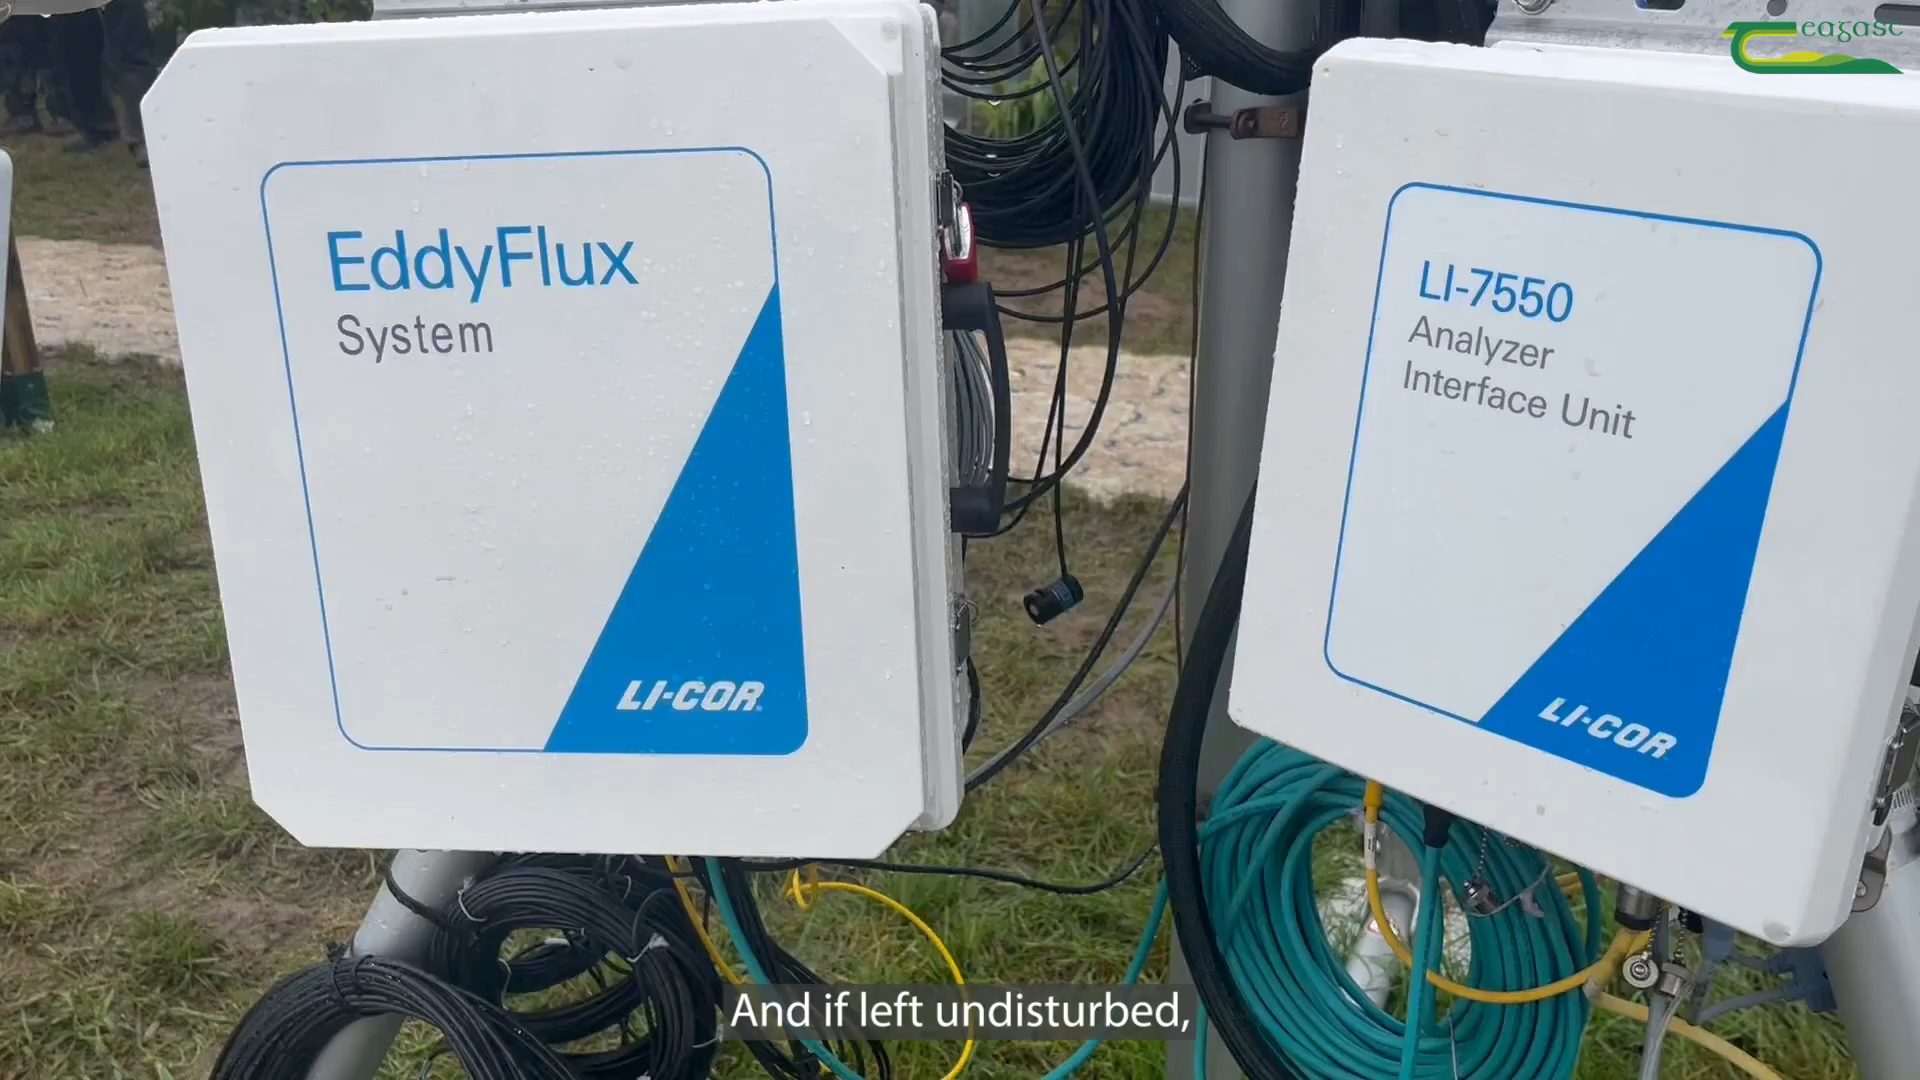 eagasc
EddyFlux
System
LI-COR
LI-7550
Analyzer
Interface Unit
LI-COR
And if left undisturbed,